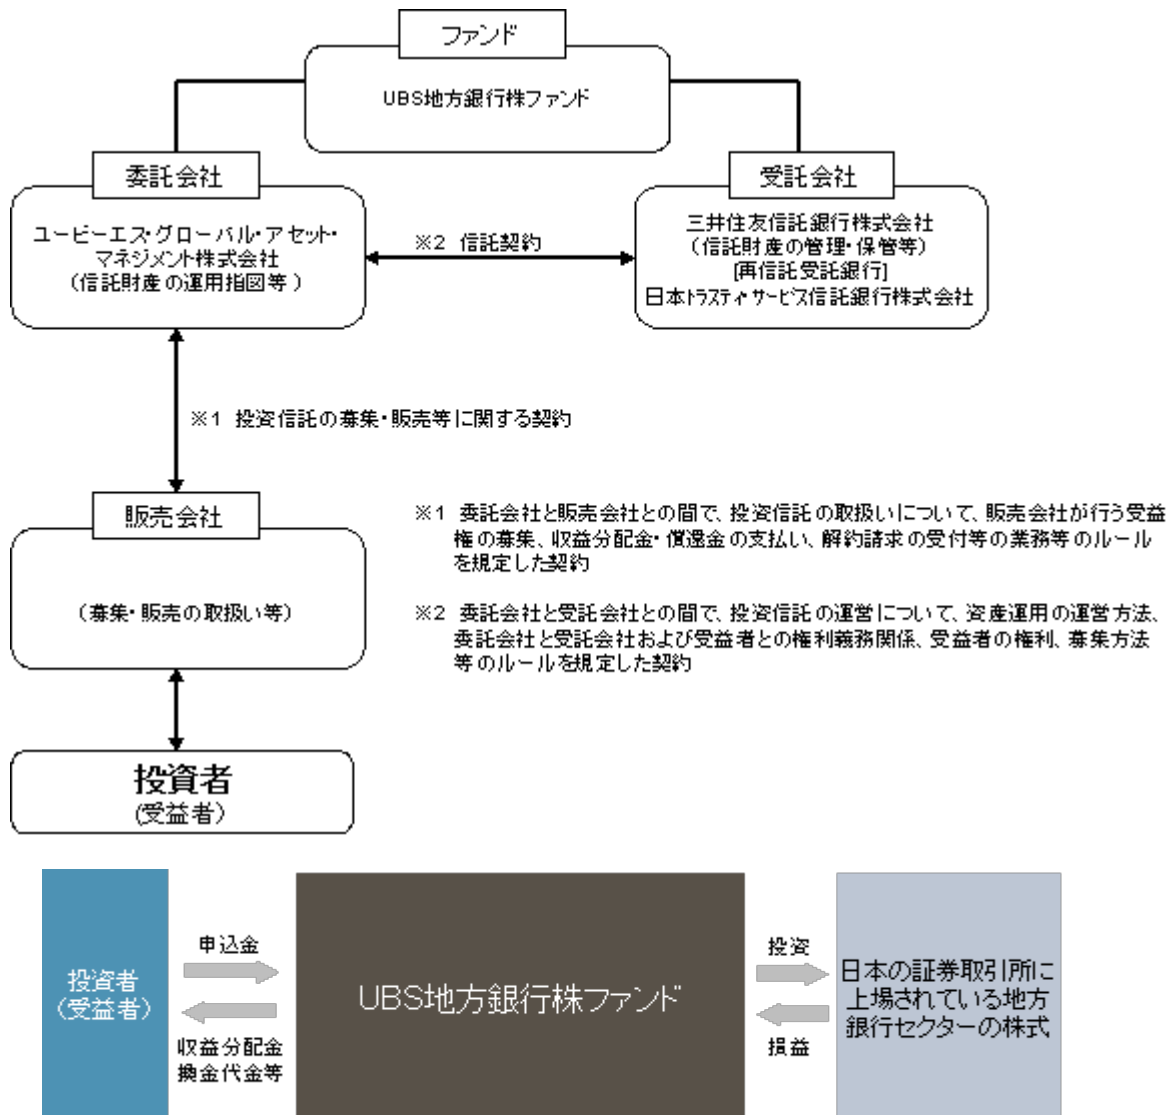 ファンド
UBS地方銀行株ファンド
委託会社
ユービーエス・グローバル・アセット・
マネジメント株式会社
(信託財産の運用指図等)
※2 信託契約
受託会社
三井住友信託銀行株式会社
(信託財産の管理・保管等)
[再信託受託銀行]
日本トラスティ・サービス信託銀行株式会社
※1 投資信託の募集・販売等に関する契約
販売会社
(募集・販売の取扱い等)
※1 委託会社と販売会社との間で、投資信託の取扱いについて、販売会社が行う受益
権の募集、収益分配金・償還金の支払い、解約請求の受付等の業務等のルール
を規定した契約
※2 委託会社と受託会社との間で、投資信託の運営について、資産運用の運営方法、
委託会社と受託会社および受益者との権利義務関係、受益者の権利、募集方法
等のルールを規定した契約
投資者
(受益者)
投資者
(受益者)
申込金
収益分配金
換金代金等
UBS地方銀行株ファンド
投資
損益
日本の証券取引所に
上場されている地方
銀行セクターの株式